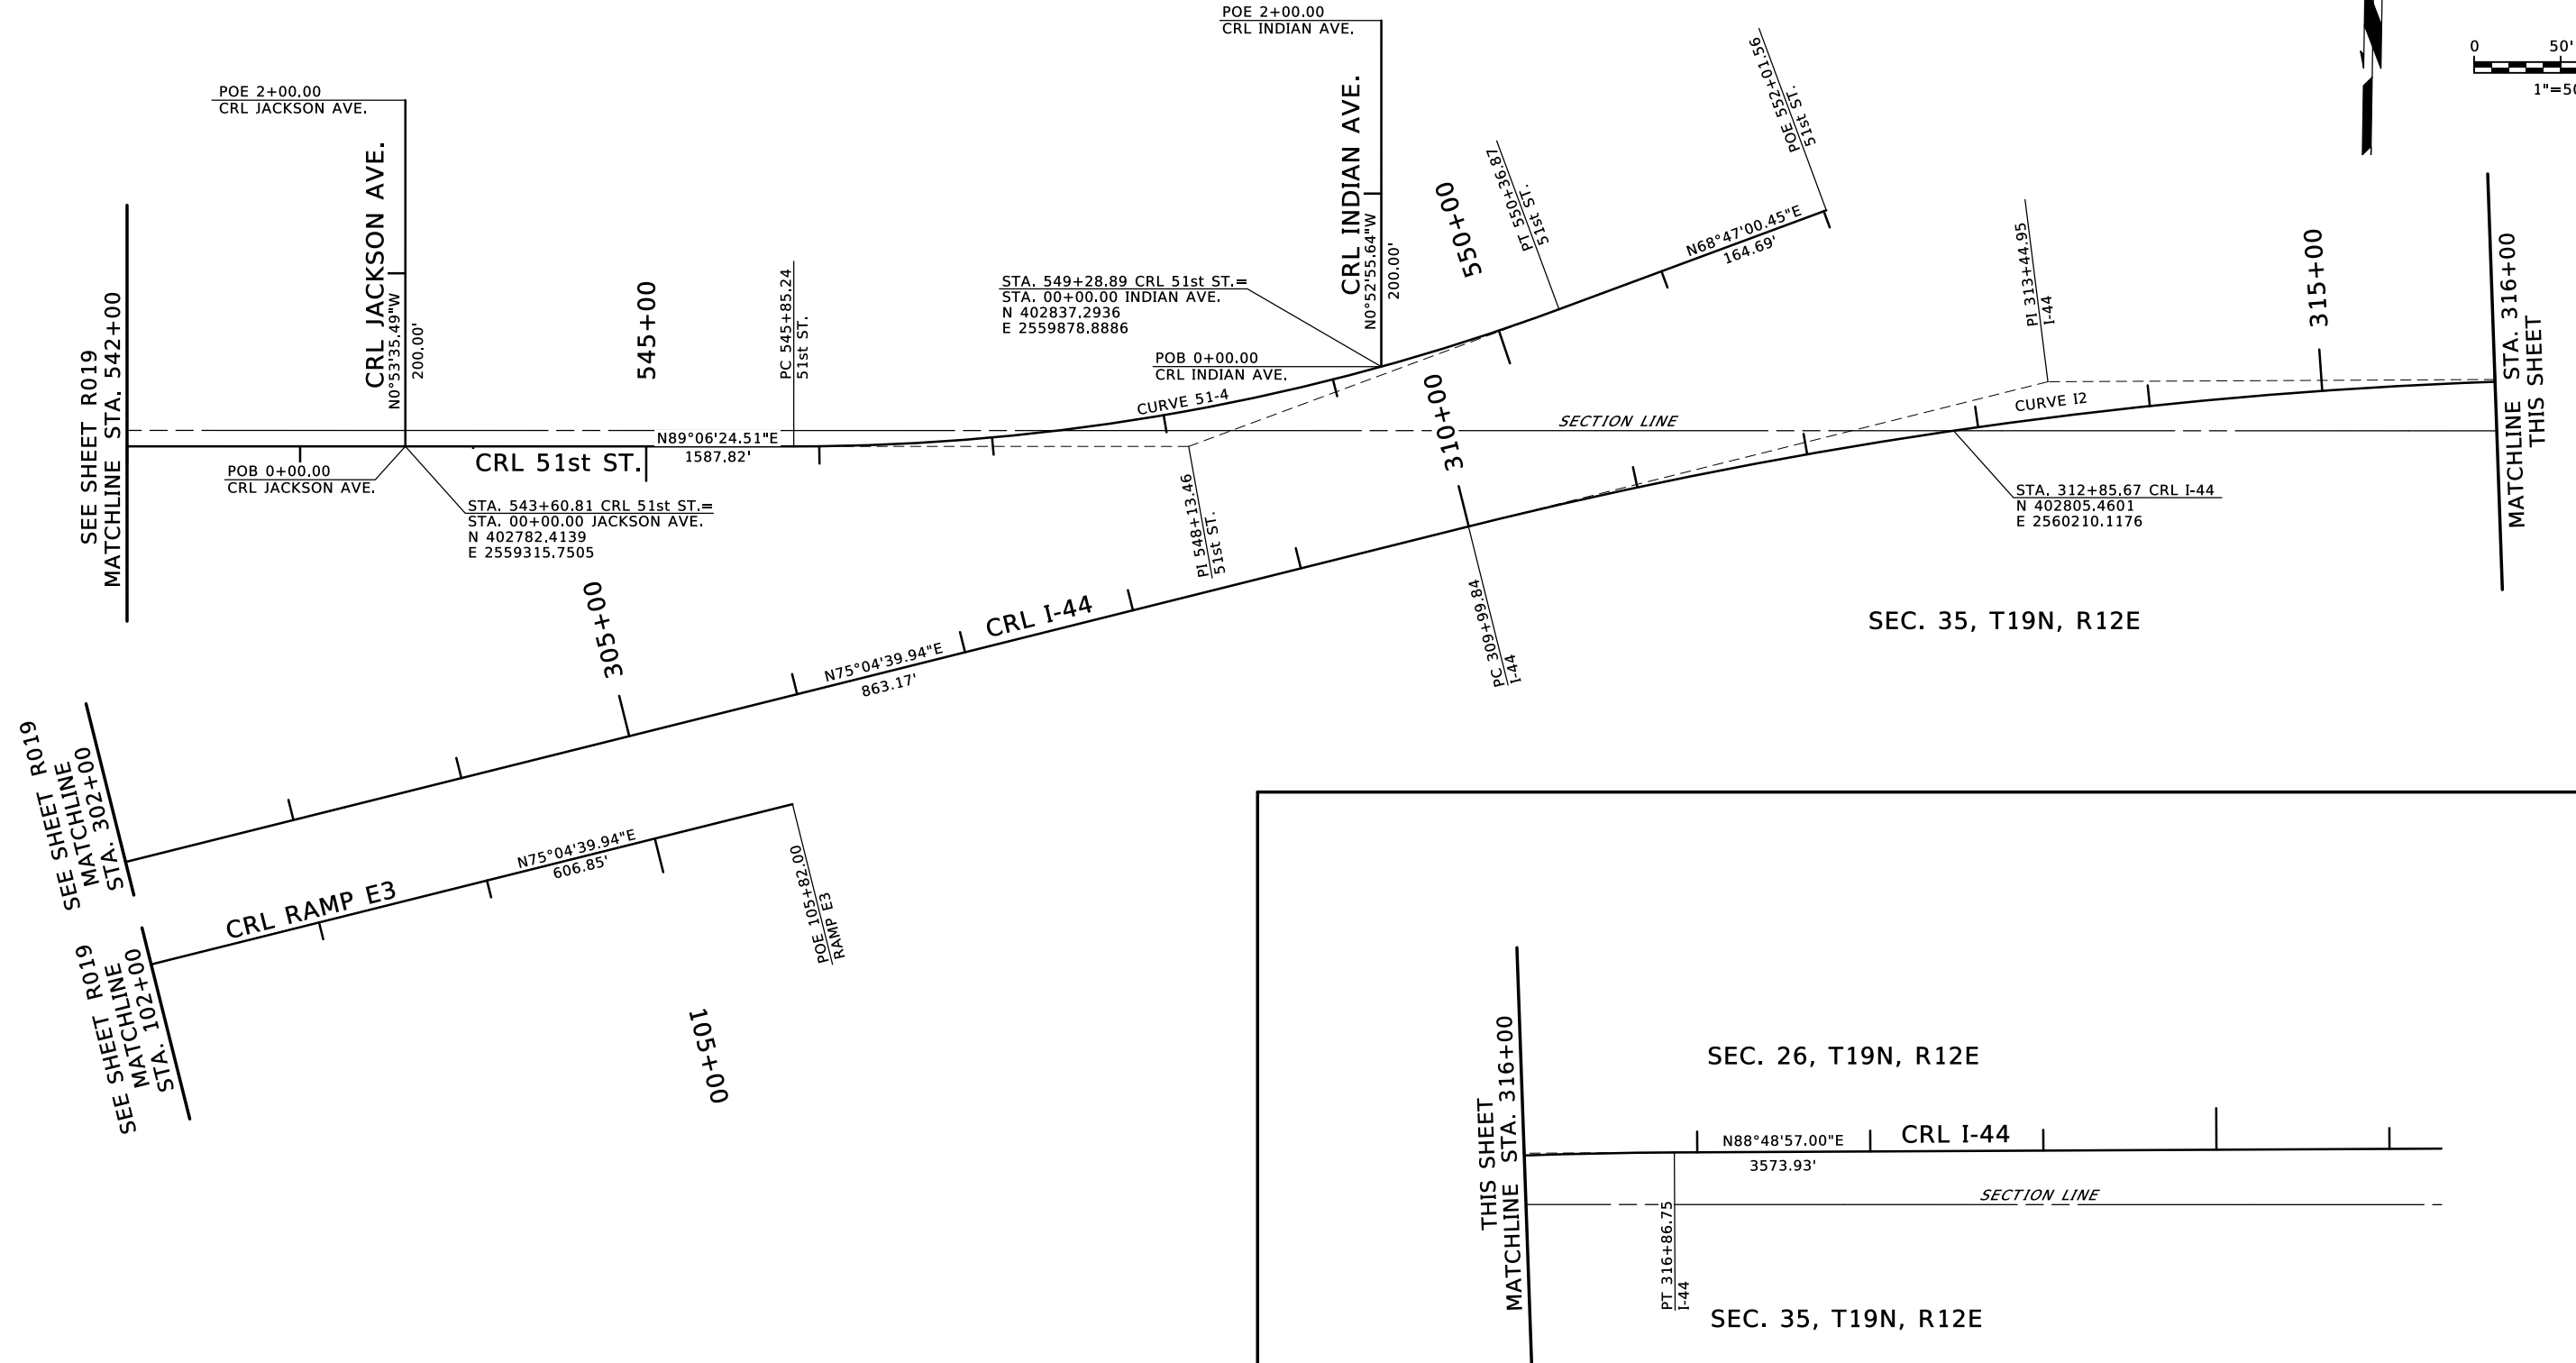 POE 2+00.00
CRL INDIAN AVE.
0 50'
1"=50
POE 2+00.00
CRL JACKSON AVE.
CRL JACKSON AVE.
N0°53'35.49"W
200.00'
CRL INDIAN AVE.
N0°52'55.64"W
200.00'
POE 552+01.56
51st ST.
PT 550+36.87
51st ST.
550+00
N68°47'00.45"E
164.69'
PI 313+44.95
I-44
315+00
MATCHLINE STA. 316+00
THIS SHEET
SEE SHEET R019
MATCHLINE STA. 542+00
545+00
PC 545+85.24
51st ST.
STA. 549+28.89 CRL 51st ST.=
STA. 00+00.00 INDIAN AVE.
N 402837.2936
E 2559878.8886
POB 0+00.00
CRL INDIAN AVE.
CURVE 51-4
CURVE I2
SECTION LINE
N89°06'24.51"E
1587.82'
CRL 51st ST.
POB 0+00.00
CRL JACKSON AVE.
STA. 543+60.81 CRL 51st ST.=
STA. 00+00.00 JACKSON AVE.
N 402782.4139
E 2559315.7505
PI 548+13.46
51st ST.
310+00
STA. 312+85.67 CRL I-44
N 402805.4601
E 2560210.1176
PC 309+99.84
I-44
SEC. 35, T19N, R12E
305+00
CRL I-44
N75°04'39.94"E
863.17'
SEE SHEET R019
MATCHLINE
STA. 302+00
N75°04'39.94"E
606.85'
CRL RAMP E3
POE 105+82.00
RAMP E3
SEE SHEET R019
MATCHLINE
STA. 102+00
105+00
THIS SHEET
MATCHLINE STA. 316+00
SEC. 26, T19N, R12E
N88°48'57.00"E
3573.93'
CRL I-44
SECTION LINE
PT 316+86.75
I-44
SEC. 35, T19N, R12E